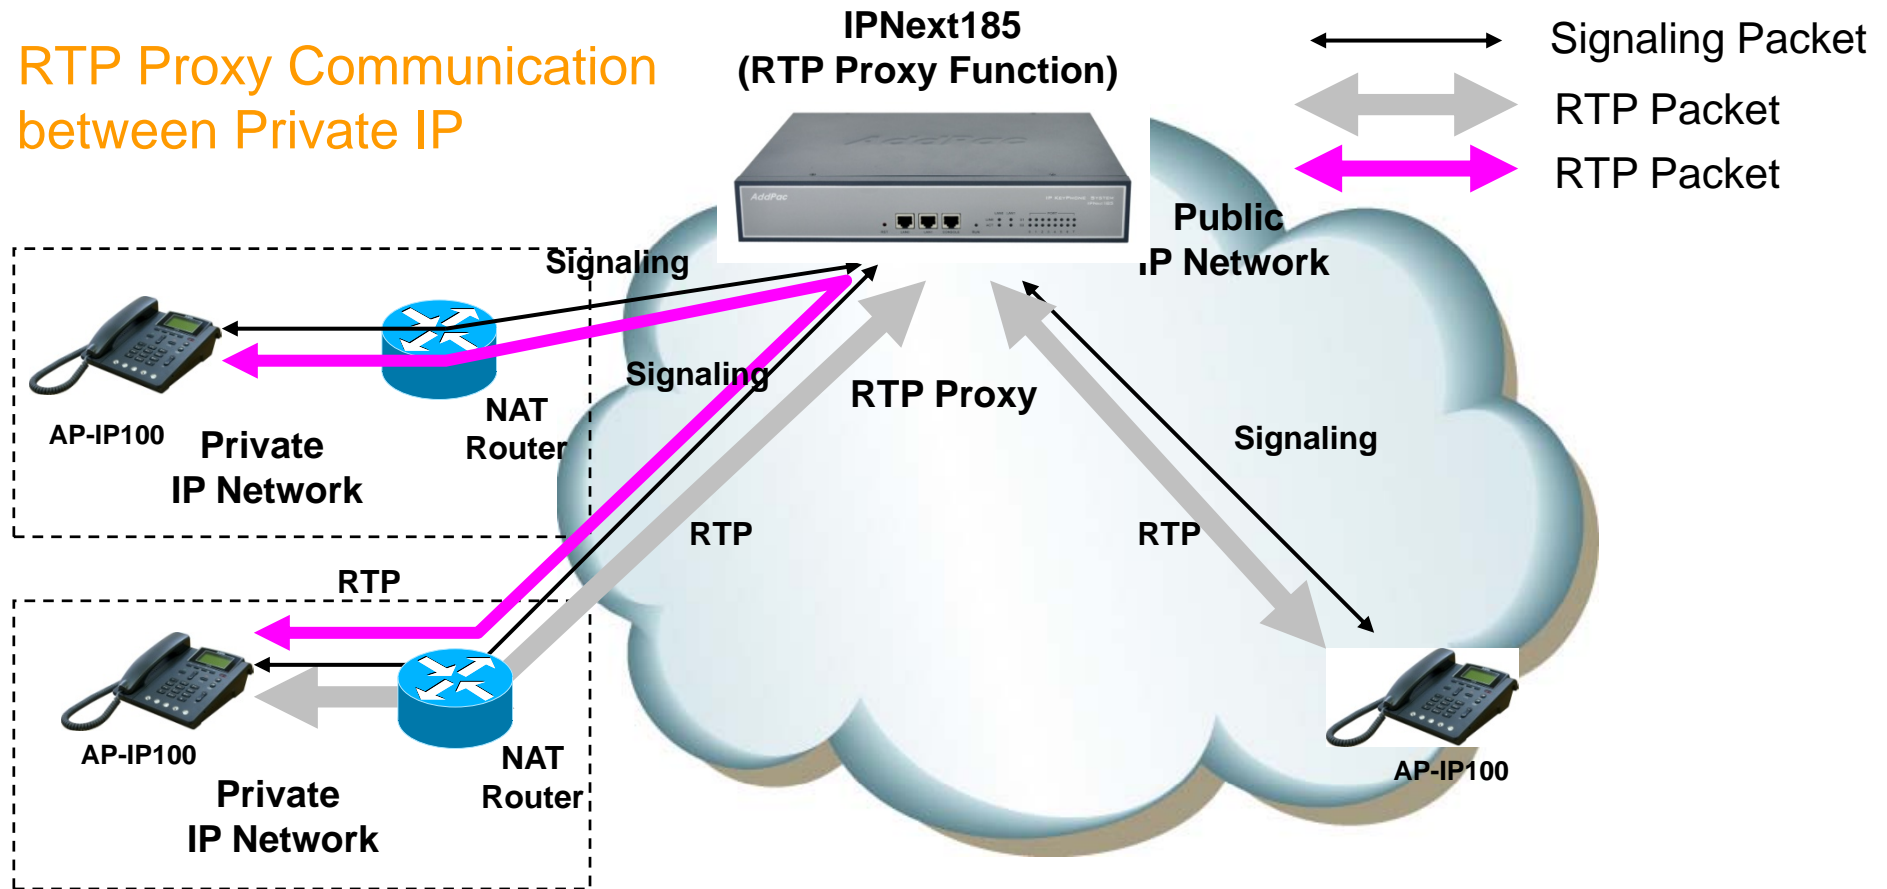 RTP Proxy Communication
between Private IP
IPNext185
(RTP Proxy Function)
Signaling Packet
RTP Packet
RTP Packet
AddPac
AddPac
Public
IP Network
Signaling
Signaling
RTP Proxy
Signaling
AP-IP100
NAT
Router
Private
IP Network
RTP
RTP
RTP
AP-IP100
NAT
Router
Private
IP Network
AP-IP100